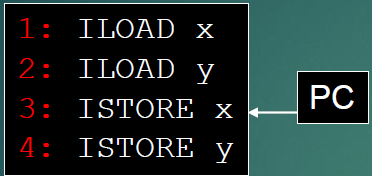 1: ILOAD x
2: ILOAD y
3: ISTORE x
PC
4: ISTORE y